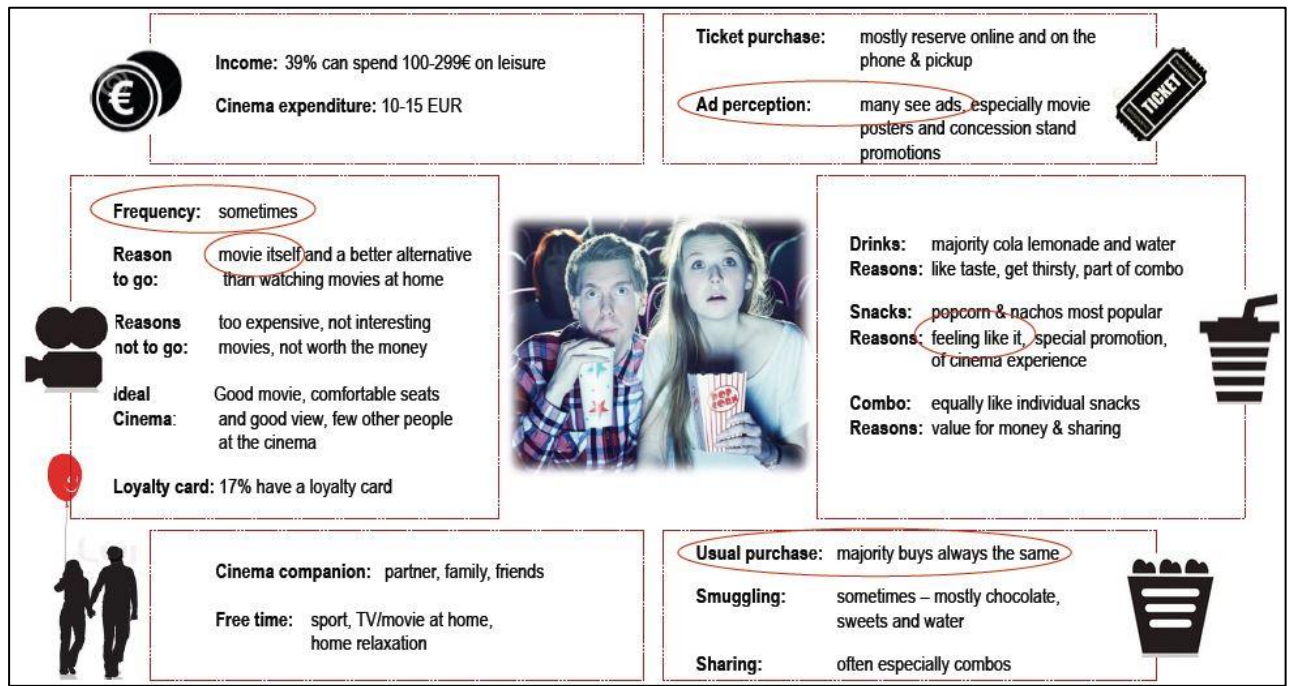 Income: 39% can spend 100-299€ on leisure
Cinema expenditure: 10-15 EUR
Ticket purchase: mostly reserve online and on the
phone & pickup
Ad perception: many see ads, especially movie
posters and concession stand
promotions
TICKET
Frequency: sometimes
Reason movie itself and a better alternative
to go: than watching movies at home
Reasons too expensive, not interesting
not to go: movies, not worth the money
Ideal Good movie, comfortable seats
Cinema: and good view, few other people
at the cinema
Loyalty card: 17% have a loyalty card
POP
CORN
Drinks: majority cola lemonade and water
Reasons: like taste, get thirsty, part of combo
Snacks: popcorn & nachos most popular
Reasons: feeling like it, special promotion,
of cinema experience
Combo: equally like individual snacks
Reasons: value for money & sharing
Cinema companion: partner, family, friends
Free time: sport, TV/movie at home,
home relaxation
Usual purchase: majority buys always the same
Smuggling: sometimes – mostly chocolate,
sweets and water
Sharing: often especially combos